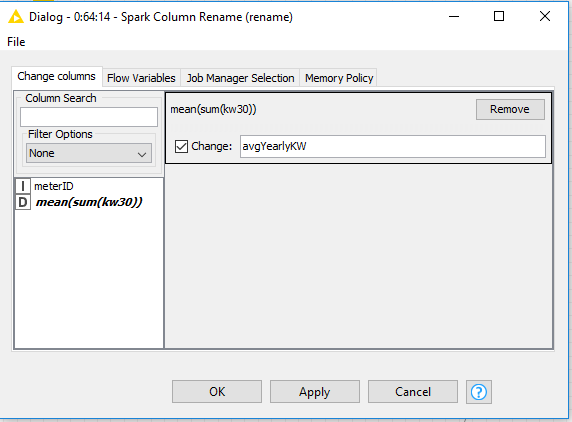 Dialog - 0:64:14 - Spark Column Rename (rename)
File
Change columns Flow Variables Job Manager Selection Memory Policy
Column Search
Filter Options
None
I meterID
D mean(sum(kw30))
mean(sum(kw30)) Remove
Change: avgYearlyKW
OK Apply Cancel ?